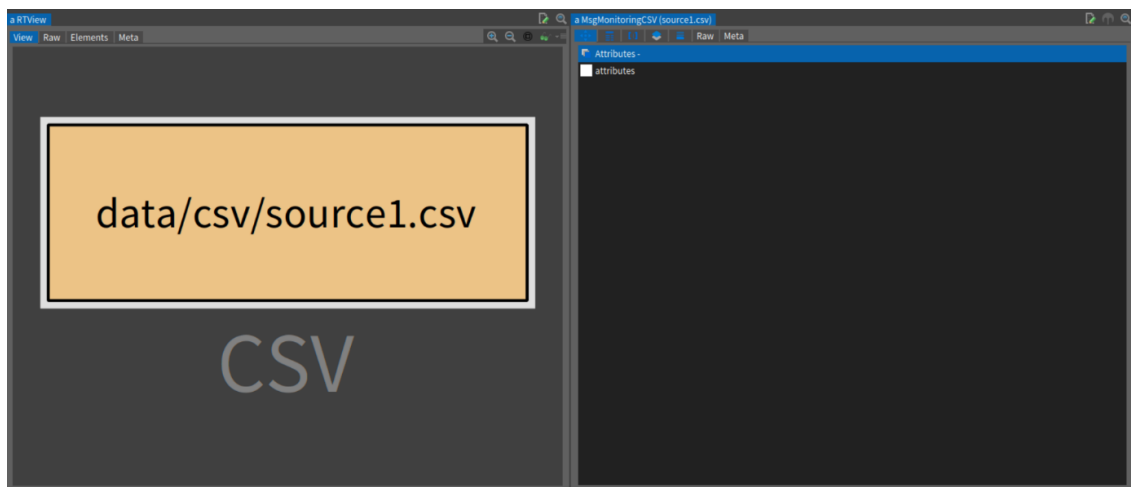 a RTView
View Raw Elements Meta
data/csv/source1.csv
CSV
a MsgMonitoringCSV (source1.csv)
Raw Meta
Attributes -
attributes